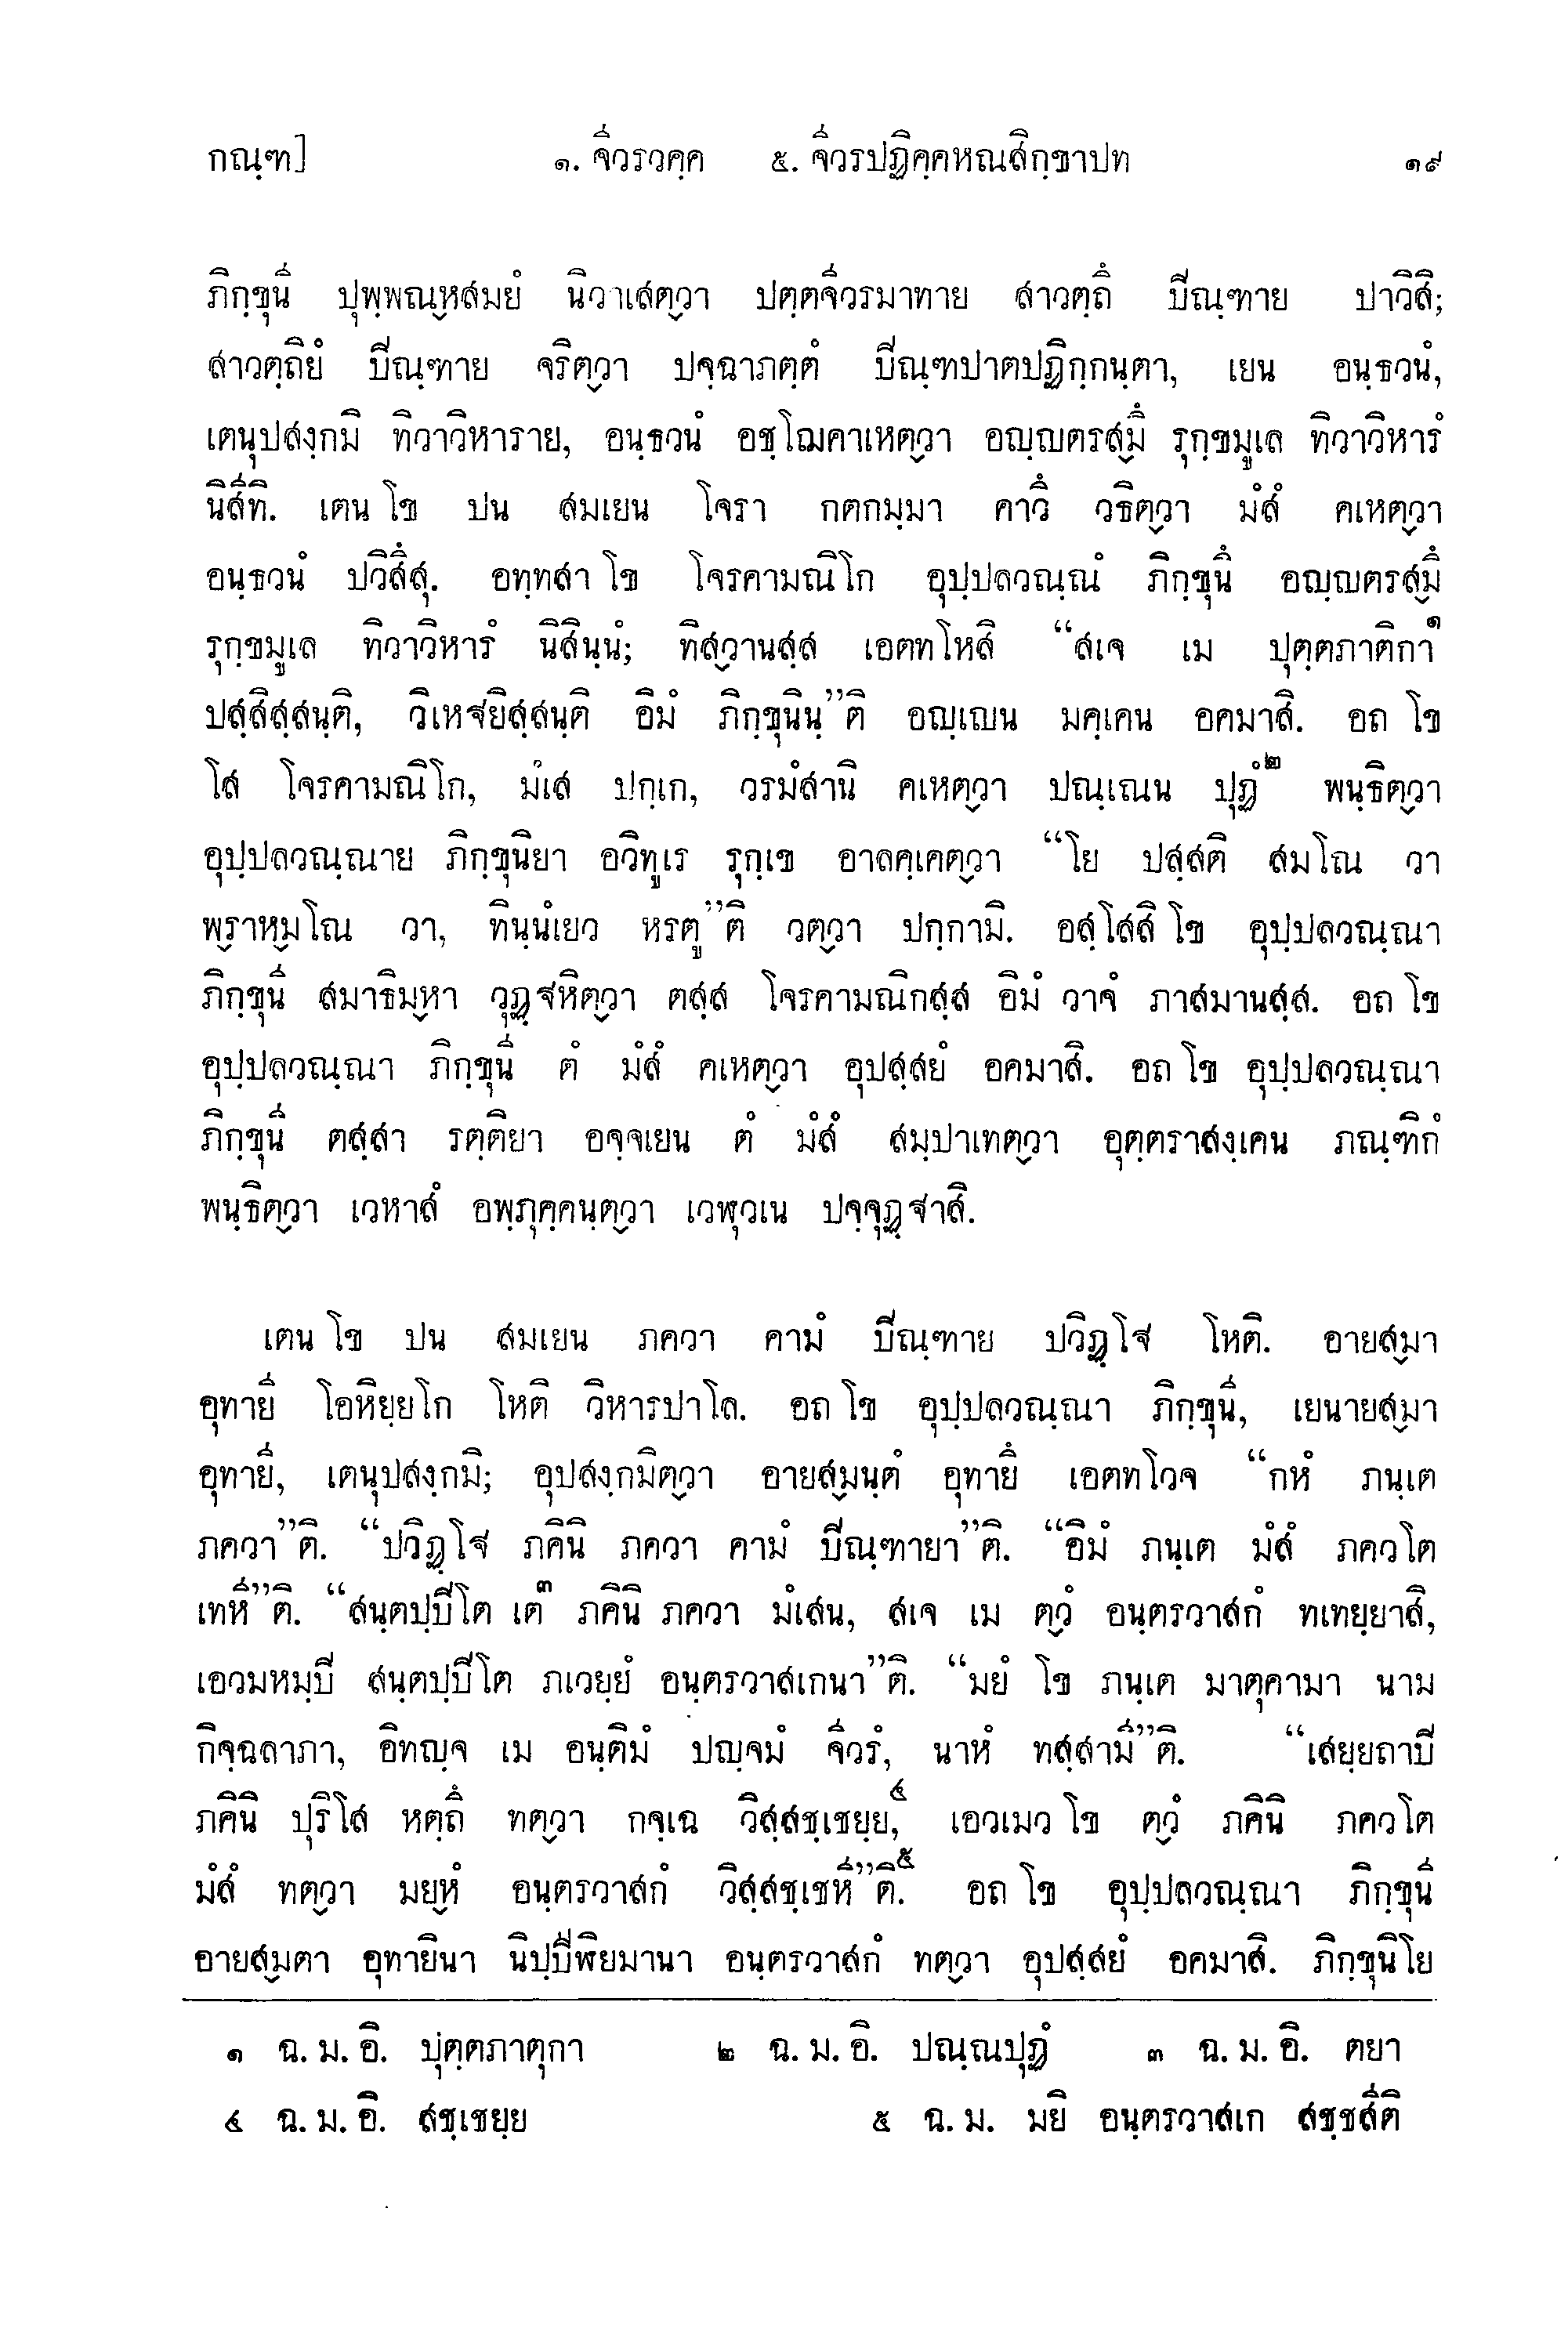 กณฺฑ] ๑. จีวรวคฺค ๕. จีวรปฏิคฺคหณสิกฺขาปท ๑๙
ภิกฺขุนี ปุพฺพณฺหสมยํ นิวาเสตฺวา ปตฺตจีวรมาทาย สาวตฺถึ ปิณฺฑาย ปาวิสิ;
สาวตฺถิยํ ปิณฺฑาย จริตฺวา ปจฺฉาภตฺตํ ปิณฺฑปาตปฏิกฺกนฺตา, เยน อนฺธวนํ,
เตนุปสงฺกมิ ทิวาวิหาราย, อนฺธวนํ อชฺโฌคาเหตฺวา อญฺญตรสฺมึ รุกฺขมูเล ทิวาวิหารํ
นิสีทิ. เตน โข ปน สมเยน โจรา กตกมฺมา คาวึ วธิตฺวา มํสํ คเหตฺวา
อนฺธวนํ ปวิสึสุ. อทฺทสา โข โจรคามณิโก อุปฺปลวณฺณํ ภิกฺขุนึ อญฺญตรสฺมึ
รุกฺขมูเล ทิวาวิหารํ นิสินฺนํ; ทิสฺวานสฺส เอตทโหสิ “สเจ เม ปุตฺตภาติกา๑
ปสฺสิสฺสนฺติ, วิเหฐยิสฺสนฺติ อิมํ ภิกฺขุนินฺ”ติ อญฺเญน มคฺเคน อคมาสิ. อถ โข
โส โจรคามณิโก, มํเส ปกฺเก, วรมํสานิ คเหตฺวา ปณฺเณน ปุฏํ๒ พนฺธิตฺวา
อุปฺปลวณฺณาย ภิกฺขุนิยา อวิทูเร รุกฺเข อาลคฺเคตฺวา “โย ปสฺสติ สมโณ วา
พฺราหฺมโณ วา, ทินฺนํเยว หรตู”ติ วตฺวา ปกฺกามิ. อสฺโสสิ โข อุปฺปลวณฺณา
ภิกฺขุนี สมาธิมฺหา วุฏฺฐหิตฺวา ตสฺส โจรคามณิกสฺส อิมํ วาจํ ภาสมานสฺส. อถ โข
อุปฺปลวณฺณา ภิกฺขุนี ตํ มํสํ คเหตฺวา อุปสฺสยํ อคมาสิ. อถ โข อุปฺปลวณฺณา
ภิกฺขุนี ตสฺสา รตฺติยา อจฺจเยน ตํ มํสํ สมฺปาเทตฺวา อุตฺตราสงฺเคน ภณฺฑิกํ
พนฺธิตฺวา เวหาสํ อพฺภุคฺคนฺตฺวา เวฬุวเน ปจฺจุฏฺฐาสิ.
เตน โข ปน สมเยน ภควา คามํ ปิณฺฑาย ปวิฏฺโฐ โหติ. อายสฺมา
อุทายี โอหิยฺยโก โหติ วิหารปาโล. อถ โข อุปฺปลวณฺณา ภิกฺขุนี, เยนายสฺมา
อุทายี, เตนุปสงฺกมิ; อุปสงฺกมิตฺวา อายสฺมนฺตํ อุทายึ เอตทโวจ “กหํ ภนฺเต
ภควา”ติ. “ปวิฏฺโฐ ภคินิ ภควา คามํ ปิณฺฑายา”ติ. “อิมํ ภนฺเต มํสํ ภควโต
เทหี”ติ. “สนฺตปฺปิโต เต๓ ภคินิ ภควา มํเสน, สเจ เม ตฺวํ อนฺตรวาสกํ ทเทยฺยาสิ,
เอวมหมฺปิ สนฺตปฺปิโต ภเวยฺยํ อนฺตรวาสเกนา”ติ. “มยํ โข ภนฺเต มาตุคามา นาม
กิจฺฉลาภา, อิทญฺจ เม อนฺติมํ ปญฺจมํ จีวรํ, นาหํ ทสฺสามี”ติ. “เสยฺยถาปิ
ภคินิ ปุริโส หตฺถึ ทตฺวา กจฺเฉ วิสฺสชฺเชยฺย,๔ เอวเมว โข ตฺวํ ภคินิ ภควโต
มํสํ ทตฺวา มยฺหํ อนฺตรวาสกํ วิสฺสชฺเชหี”ติ.๕ อถ โข อุปฺปลวณฺณา ภิกฺขุนี
อายสฺมตา อุทายินา นิปฺปีฬิยมานา อนฺตรวาสกํ ทตฺวา อุปสฺสยํ อคมาสิ. ภิกฺขุนิโย
๑ ฉ. ม. อิ. ปุตฺตภาตุกา ๒ ฉ. ม. อิ. ปณฺณปุฏํ ๓ ฉ. ม. อิ. ตยา
๔ ฉ. ม. อิ. สชฺเชยฺย ๕ ฉ. ม. มยิ อนฺตรวาสเก สชฺชสีติ